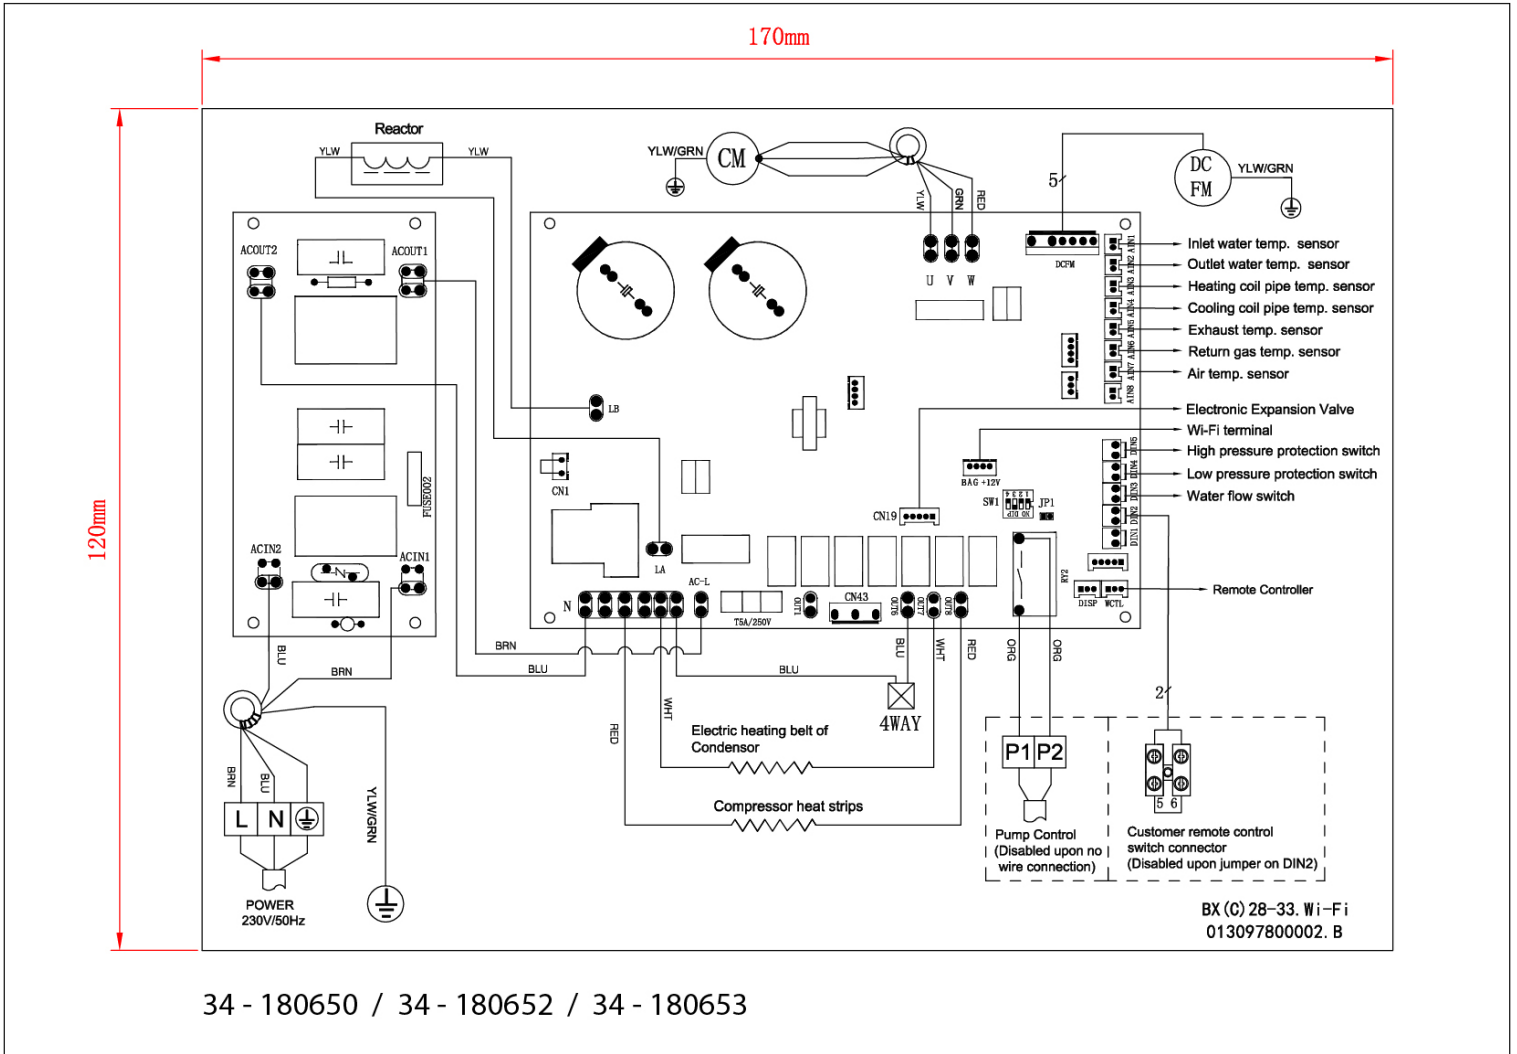 170mm
120mm
Reactor
YLW
YLW
YLW/GRN
CM
YLW
GRN
RED
5
DC
FM
YLW/GRN
ACOUT2
ACOUT1
U V W
DCFM
AIN1
Inlet water temp. sensor
AIN2
Outlet water temp. sensor
AIN3
Heating coil pipe temp. sensor
AIN4
Cooling coil pipe temp. sensor
AIN5
Exhaust temp. sensor
AIN6
Return gas temp. sensor
AIN7
Air temp. sensor
AIN8
LB
Electronic Expansion Valve
Wi-Fi terminal
DIN5
High pressure protection switch
DIN4
Low pressure protection switch
DIN3
Water flow switch
DIN2
DIN1
BAG +12V
CN1
FUSE002
SW1
1 2 3 4
NO DIP
JP1
CN19
ACIN2
ACIN1
LA
AC-L
N
T5A/250V
OUT1
CN43
OUT6
OUT7
OUT8
RY2
DISP
WCTL
Remote Controller
BLU
BRN
BRN
BLU
BLU
BLU
WHT
RED
ORG
ORG
4WAY
2
RED
WHT
Electric heating belt of
Condensor
Compressor heat strips
BRN
BLU
YLW/GRN
L N
POWER
230V/50Hz
P1 P2
Pump Control
(Disabled upon no
wire connection)
5 6
Customer remote control
switch connector
(Disabled upon jumper on DIN2)
BX(C)28-33.Wi-Fi
013097800002.B
34 - 180650 / 34 - 180652 / 34 - 180653